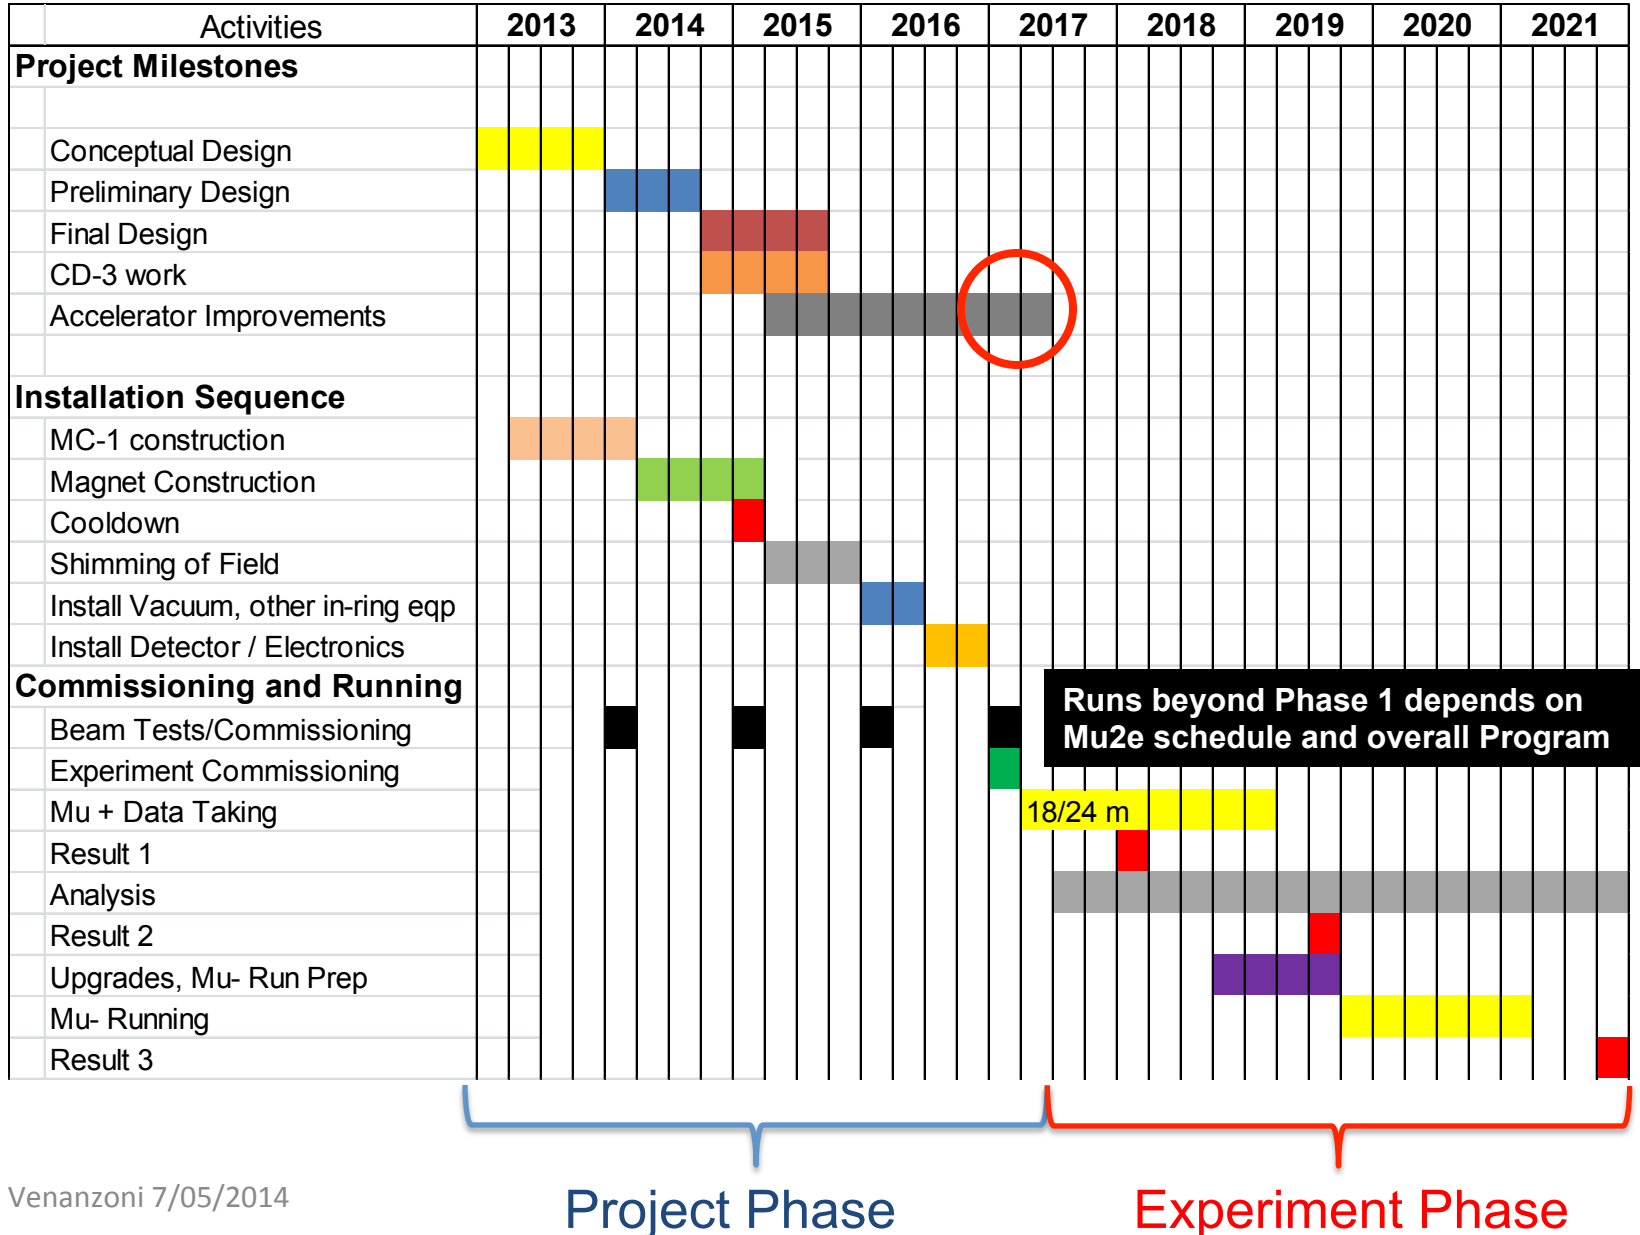 Activities 2013 2014 2015 2016 2017 2018 2019 2020 2021
Project Milestones
Conceptual Design
Preliminary Design
Final Design
CD-3 work
Accelerator Improvements
Installation Sequence
MC-1 construction
Magnet Construction
Cooldown
Shimming of Field
Install Vacuum, other in-ring eqp
Install Detector / Electronics
Commissioning and Running
Runs beyond Phase 1 depends on
Mu2e schedule and overall Program
Beam Tests/Commissioning
Experiment Commissioning
Mu + Data Taking 18/24 m
Result 1
Analysis
Result 2
Upgrades, Mu- Run Prep
Mu- Running
Result 3
Venanzoni 7/05/2014
Project Phase
Experiment Phase